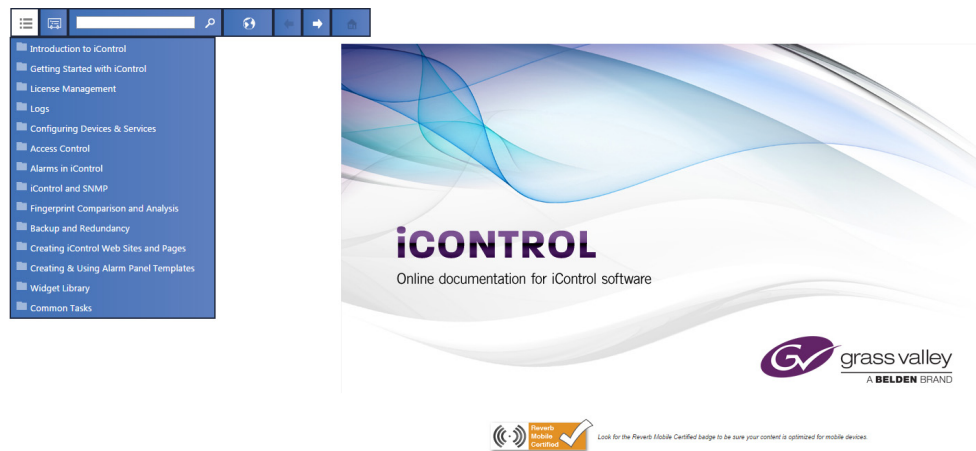 Introduction to iControl
Getting Started with iControl
License Management
Logs
Configuring Devices & Services
Access Control
Alarms in iControl
iControl and SNMP
Fingerprint Comparison and Analysis
Backup and Redundancy
Creating iControl Web Sites and Pages
Creating & Using Alarm Panel Templates
Widget Library
Common Tasks
iCONTROL
Online documentation for iControl software
GV
grass valley
A BELDEN BRAND
Reverb
Mobile
Certified
Look for the Reverb Mobile Certified badge to be sure your content is optimized for mobile devices.